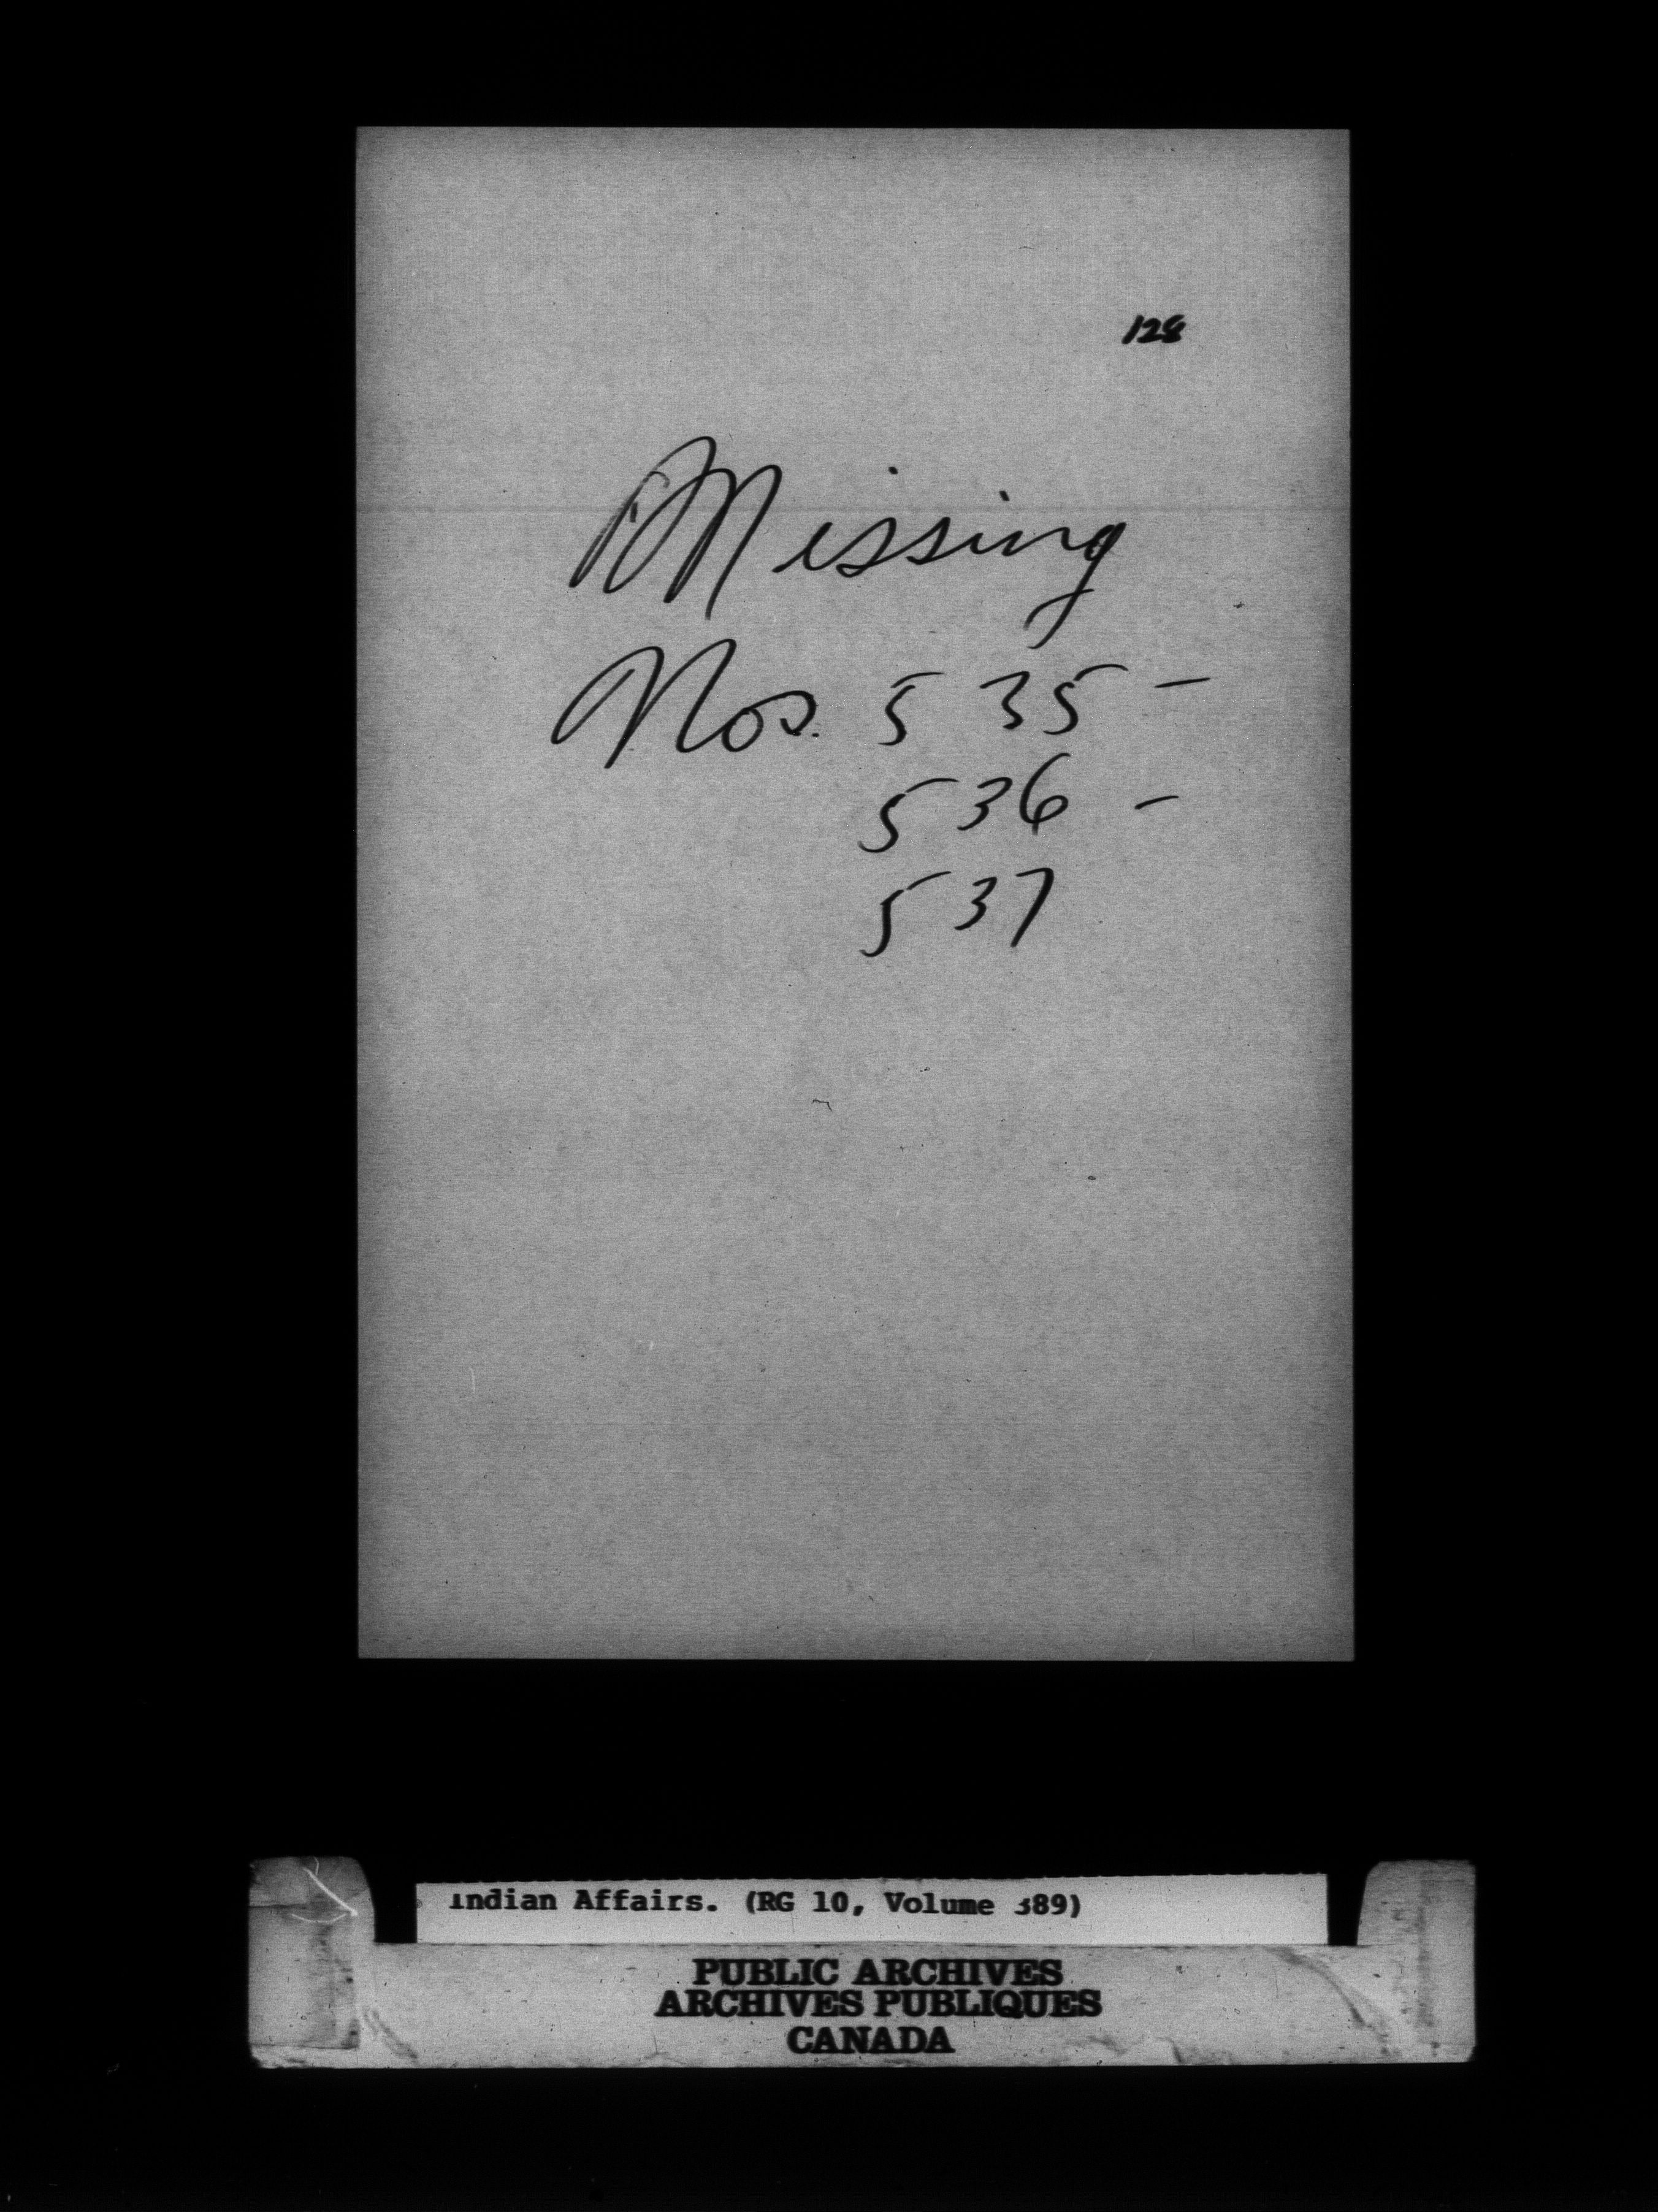 128
Missing
Nos. 535 -
536 -
537
Indian Affairs. (RG 10, Volume 389)
PUBLIC ARCHIVES
ARCHIVES PUBLIQUES
CANADA